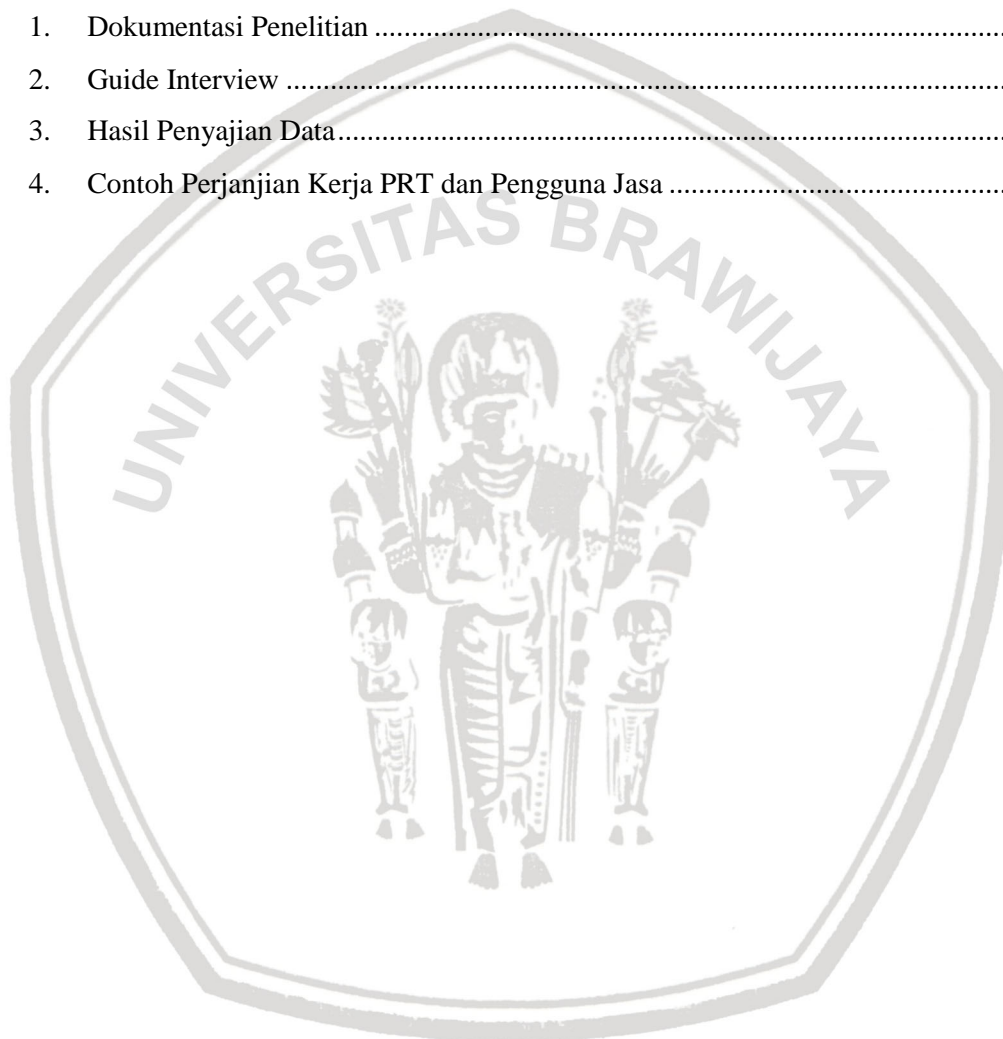 1. Dokumentasi Penelitian ....................................................................................
2. Guide Interview ................................................................................................
3. Hasil Penyajian Data.........................................................................................
4. Contoh Perjanjian Kerja PRT dan Pengguna Jasa ...........................................
UNIVERSITAS BRAWIJAYA